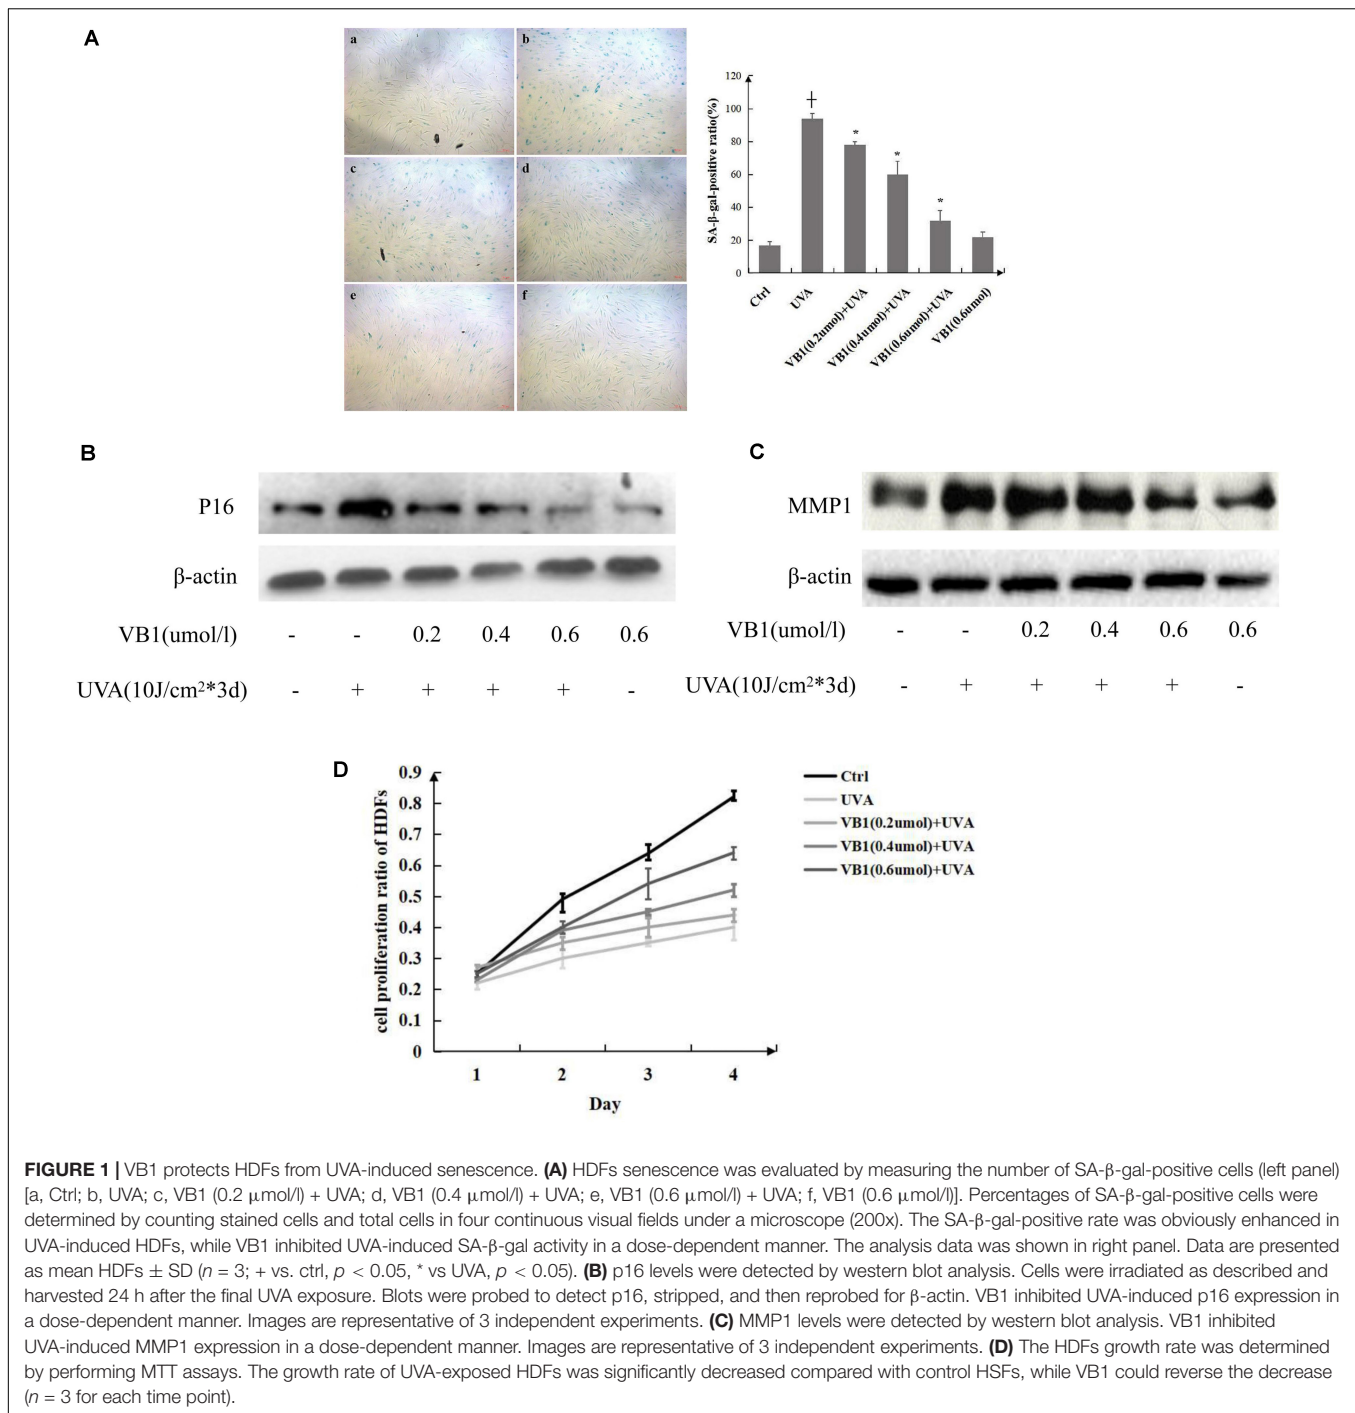 A
a
b
c
d
e
f
SA-β-gal-positive ratio(%)
120
100
80
60
40
20
0
+
*
*
*
Ctrl
UVA
VB1(0.2umol)+UVA
VB1(0.4umol)+UVA
VB1(0.6umol)+UVA
VB1(0.6umol)
B
P16
β-actin
VB1(umol/l) - - 0.2 0.4 0.6 0.6
UVA(10J/cm²*3d) - + + + + -
C
MMP1
β-actin
VB1(umol/l) - - 0.2 0.4 0.6 0.6
UVA(10J/cm²*3d) - + + + + -
D
cell proliferation ratio of HDFs
0.9
0.8
0.7
0.6
0.5
0.4
0.3
0.2
0.1
0
1 2 3 4
Day
Ctrl
UVA
VB1(0.2umol)+UVA
VB1(0.4umol)+UVA
VB1(0.6umol)+UVA
FIGURE 1 | VB1 protects HDFs from UVA-induced senescence. (A) HDFs senescence was evaluated by measuring the number of SA-β-gal-positive cells (left panel)
[a, Ctrl; b, UVA; c, VB1 (0.2 μmol/l) + UVA; d, VB1 (0.4 μmol/l) + UVA; e, VB1 (0.6 μmol/l) + UVA; f, VB1 (0.6 μmol/l)]. Percentages of SA-β-gal-positive cells were
determined by counting stained cells and total cells in four continuous visual fields under a microscope (200x). The SA-β-gal-positive rate was obviously enhanced in
UVA-induced HDFs, while VB1 inhibited UVA-induced SA-β-gal activity in a dose-dependent manner. The analysis data was shown in right panel. Data are presented
as mean HDFs ± SD (n = 3; + vs. ctrl, p < 0.05, * vs UVA, p < 0.05). (B) p16 levels were detected by western blot analysis. Cells were irradiated as described and
harvested 24 h after the final UVA exposure. Blots were probed to detect p16, stripped, and then reprobed for β-actin. VB1 inhibited UVA-induced p16 expression in
a dose-dependent manner. Images are representative of 3 independent experiments. (C) MMP1 levels were detected by western blot analysis. VB1 inhibited
UVA-induced MMP1 expression in a dose-dependent manner. Images are representative of 3 independent experiments. (D) The HDFs growth rate was determined
by performing MTT assays. The growth rate of UVA-exposed HDFs was significantly decreased compared with control HSFs, while VB1 could reverse the decrease
(n = 3 for each time point).